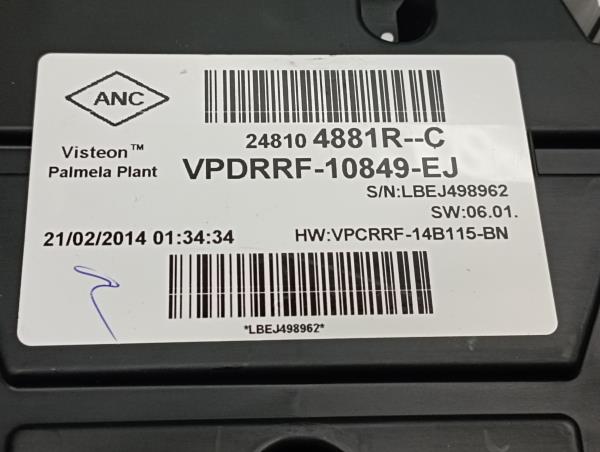 ANC
Visteon™
Palmela Plant
24810 4881R--C
VPDRRF-10849-EJ
S/N:LBEJ498962
SW:06.01.
21/02/2014 01:34:34
HW:VPCRRF-14B115-BN
*LBEJ498962*